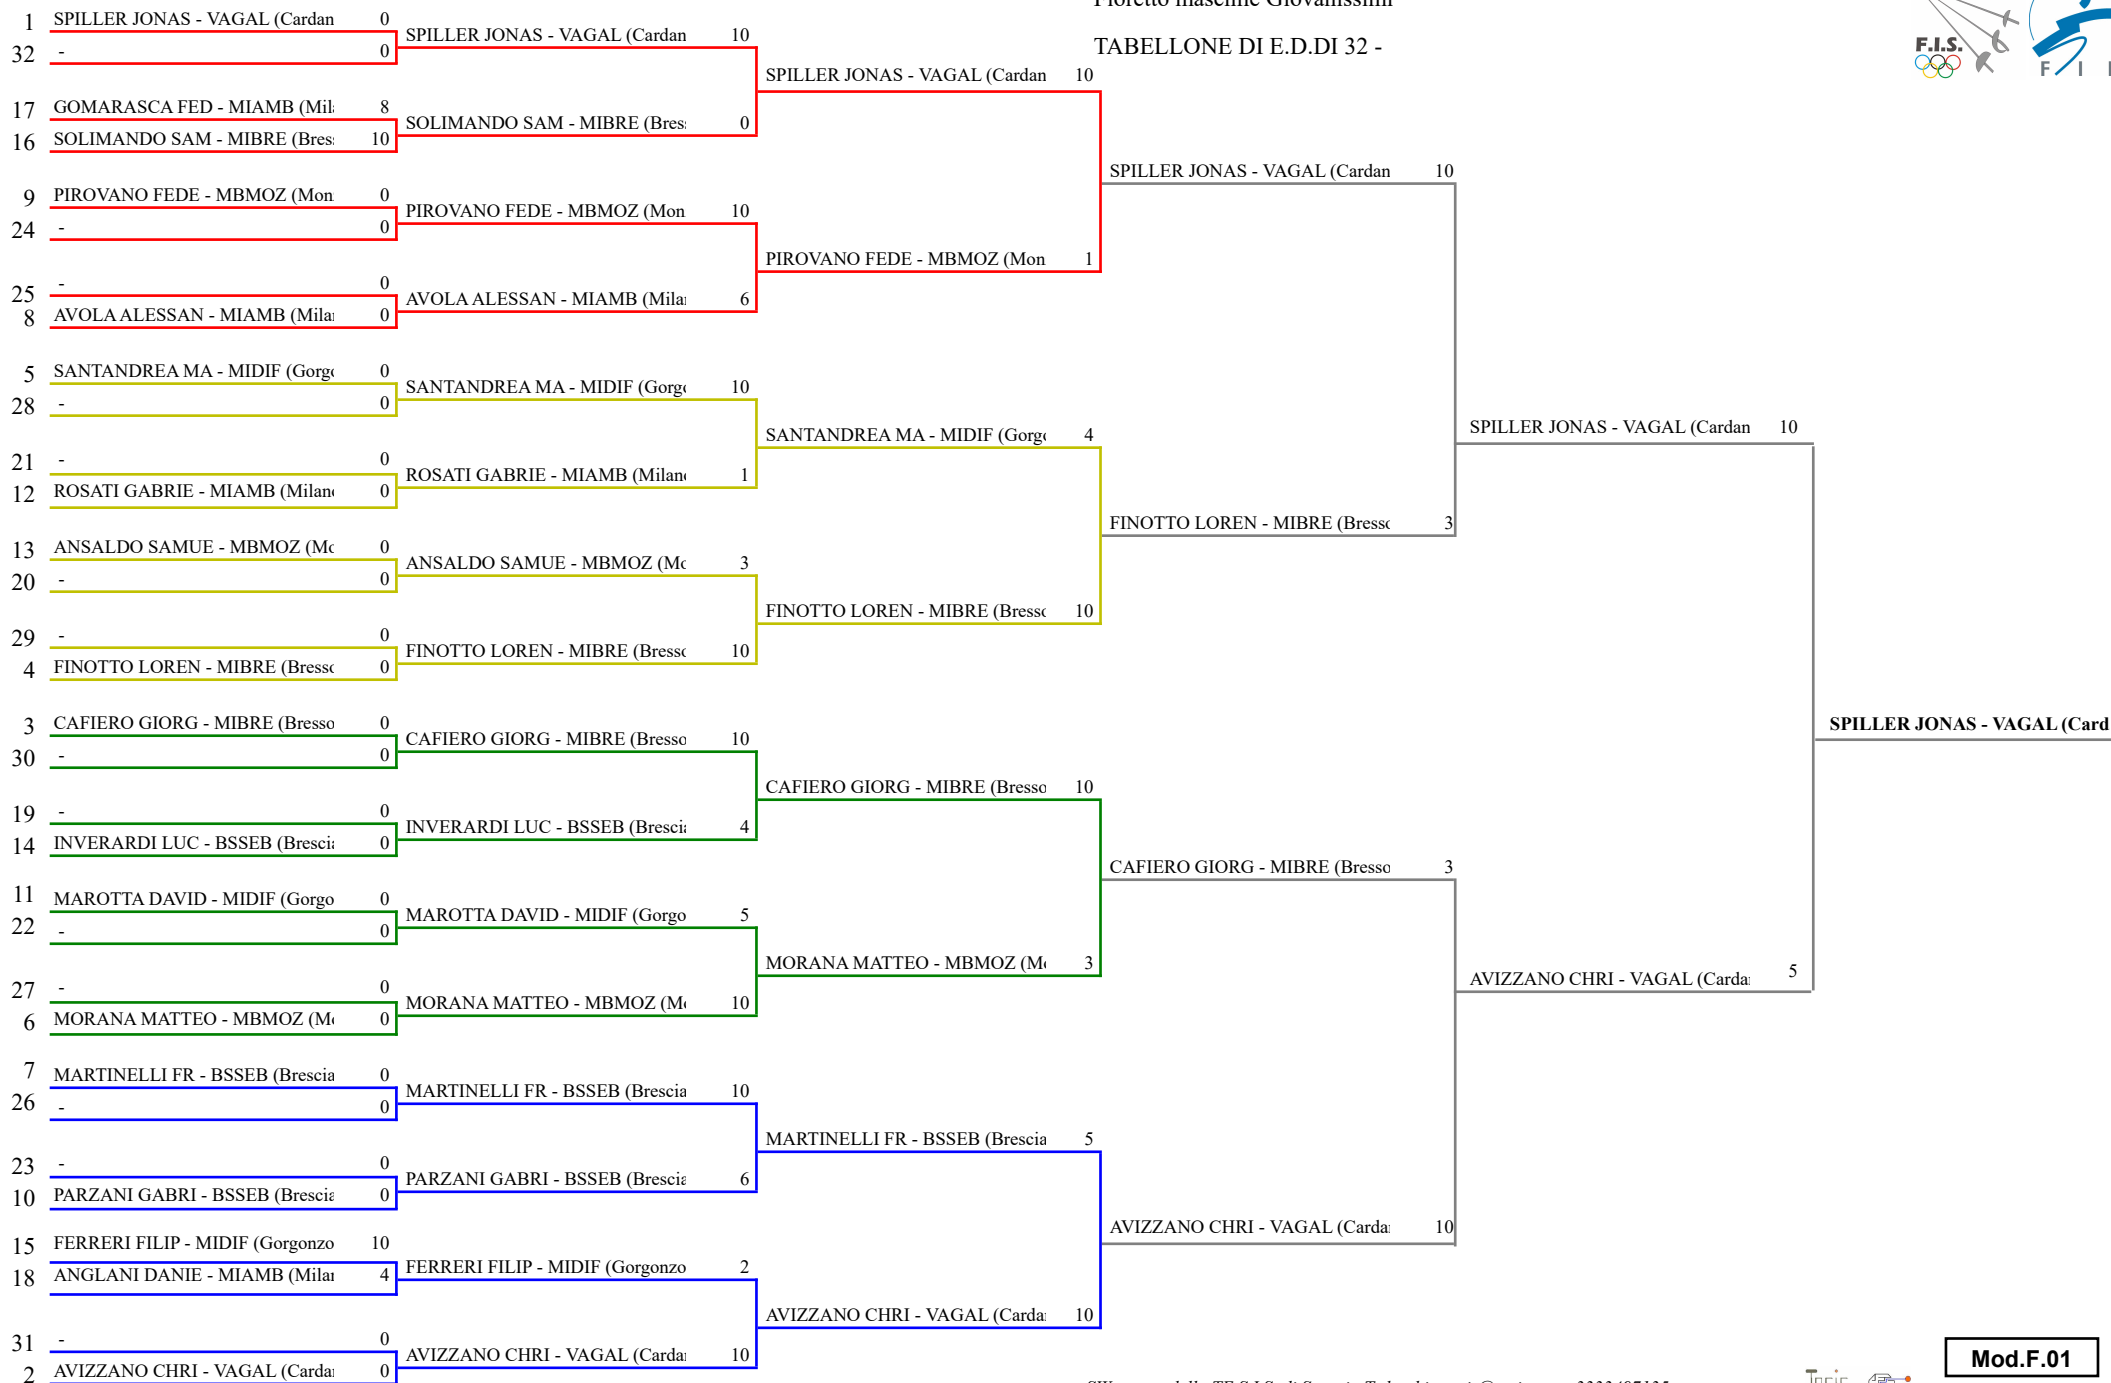 Fioretto maschile Giovanissimi
TABELLONE DI E.D.DI 32 -
F.I.S.
F I
1 SPILLER JONAS - VAGAL (Cardan 0
32 - 0
17 GOMARASCA FED - MIAMB (Mil 8
16 SOLIMANDO SAM - MIBRE (Bres 10
9 PIROVANO FEDE - MBMOZ (Mon 0
24 - 0
25 - 0
8 AVOLA ALESSAN - MIAMB (Mila 0
5 SANTANDREA MA - MIDIF (Gorg 0
28 - 0
21 - 0
12 ROSATI GABRIE - MIAMB (Milan 0
13 ANSALDO SAMUE - MBMOZ (Mo 0
20 - 0
29 - 0
4 FINOTTO LOREN - MIBRE (Bresso 0
3 CAFIERO GIORG - MIBRE (Bresso 0
30 - 0
19 - 0
14 INVERARDI LUC - BSSEB (Bresci 0
11 MAROTTA DAVID - MIDIF (Gorgo 0
22 - 0
27 - 0
6 MORANA MATTEO - MBMOZ (Mo 0
7 MARTINELLI FR - BSSEB (Brescia 0
26 - 0
23 - 0
10 PARZANI GABRI - BSSEB (Brescia 0
15 FERRERI FILIP - MIDIF (Gorgonzo 10
18 ANGLANI DANIE - MIAMB (Milan 4
31 - 0
2 AVIZZANO CHRI - VAGAL (Carda 0
SPILLER JONAS - VAGAL (Cardan 10
SOLIMANDO SAM - MIBRE (Bres 0
PIROVANO FEDE - MBMOZ (Mon 10
AVOLA ALESSAN - MIAMB (Mila 6
SANTANDREA MA - MIDIF (Gorg 10
ROSATI GABRIE - MIAMB (Milan 1
ANSALDO SAMUE - MBMOZ (Mo 3
FINOTTO LOREN - MIBRE (Bresso 10
CAFIERO GIORG - MIBRE (Bresso 10
INVERARDI LUC - BSSEB (Bresci 4
MAROTTA DAVID - MIDIF (Gorgo 5
MORANA MATTEO - MBMOZ (Mo 10
MARTINELLI FR - BSSEB (Brescia 10
PARZANI GABRI - BSSEB (Brescia 6
FERRERI FILIP - MIDIF (Gorgonzo 2
AVIZZANO CHRI - VAGAL (Carda 10
SPILLER JONAS - VAGAL (Cardan 10
PIROVANO FEDE - MBMOZ (Mon 1
SANTANDREA MA - MIDIF (Gorg 4
FINOTTO LOREN - MIBRE (Bresso 10
CAFIERO GIORG - MIBRE (Bresso 10
MORANA MATTEO - MBMOZ (Mo 3
MARTINELLI FR - BSSEB (Brescia 5
AVIZZANO CHRI - VAGAL (Carda 10
SPILLER JONAS - VAGAL (Cardan 10
FINOTTO LOREN - MIBRE (Bresso 3
CAFIERO GIORG - MIBRE (Bresso 3
AVIZZANO CHRI - VAGAL (Carda 10
SPILLER JONAS - VAGAL (Cardan 10
AVIZZANO CHRI - VAGAL (Carda 5
SPILLER JONAS - VAGAL (Card
Mod.F.01